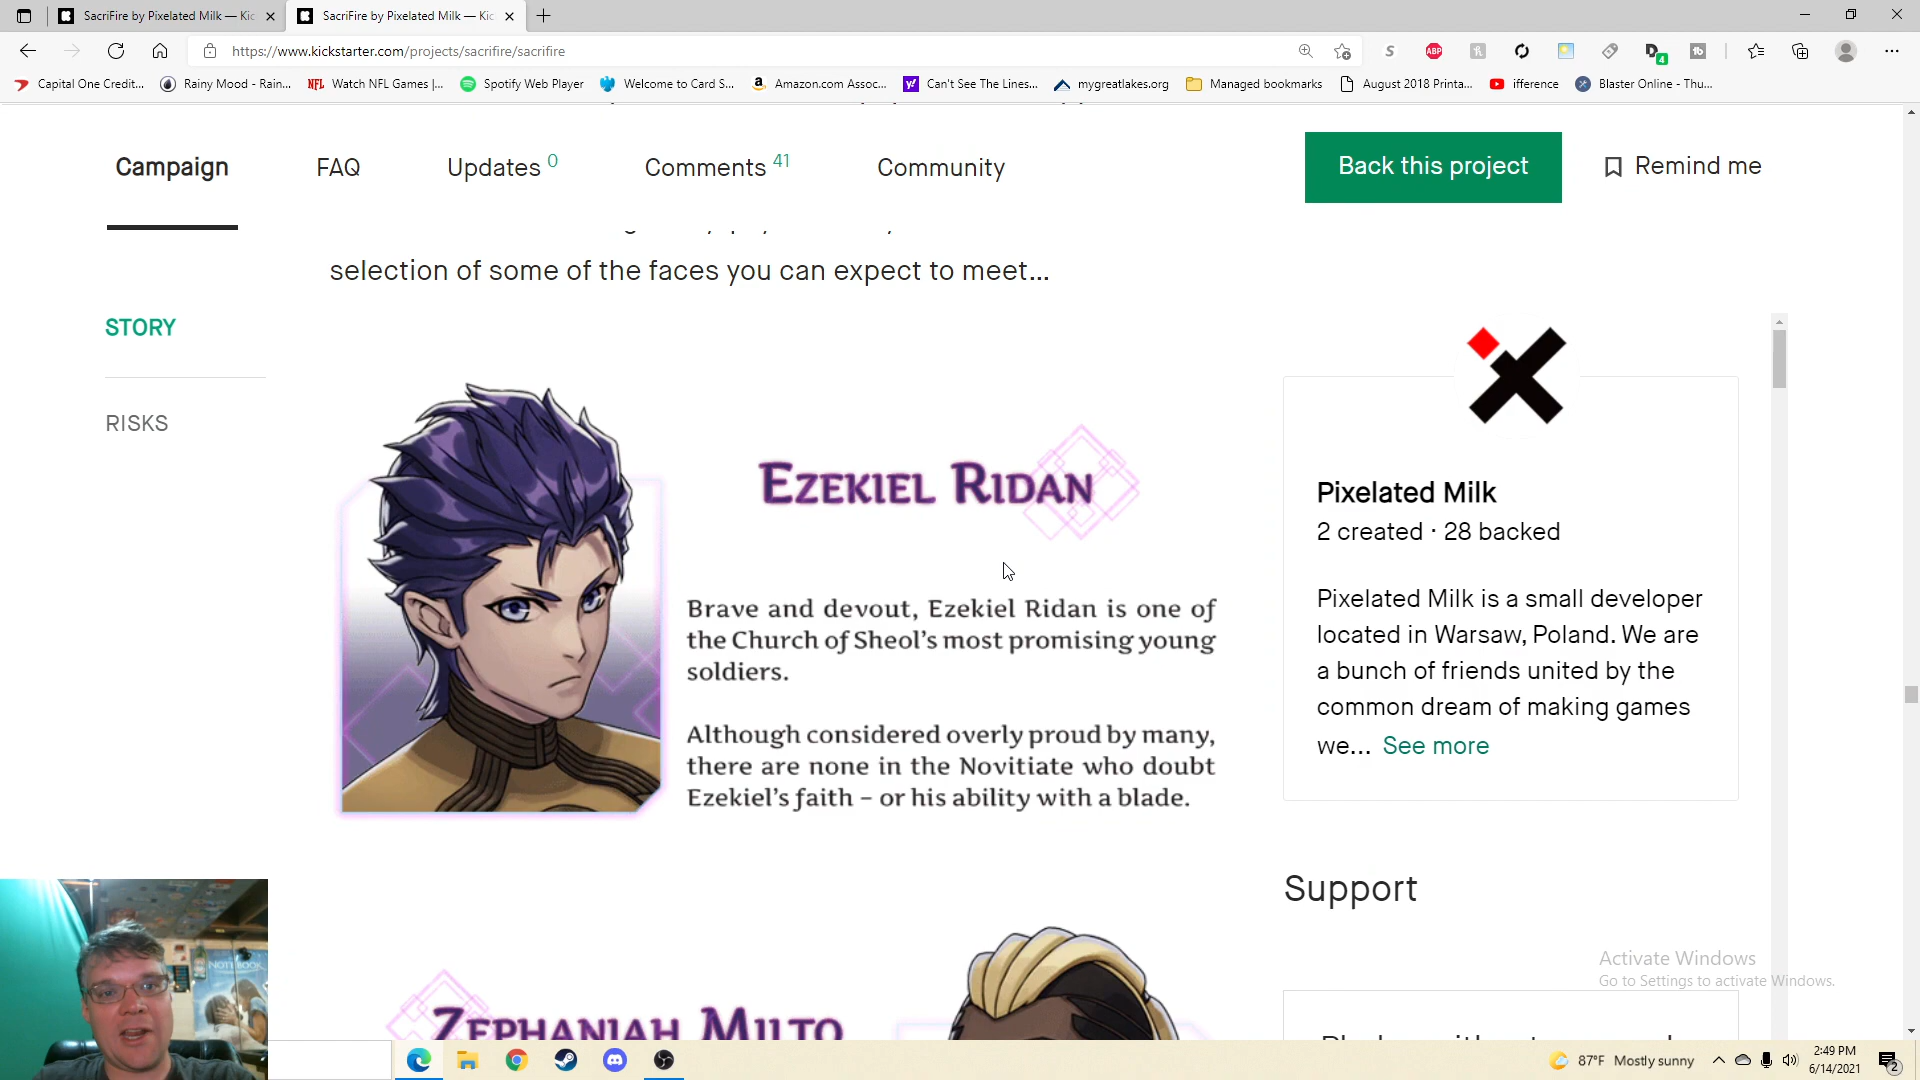 SacriFire by Pixelated Milk — Kic
SacriFire by Pixelated Milk — Kic
https://www.kickstarter.com/projects/sacrifire/sacrifire
S
ABP
4
Capital One Credit...
Rainy Mood - Rain...
NFL
Watch NFL Games |...
Spotify Web Player
Welcome to Card S...
Amazon.com Assoc...
Can't See The Lines...
mygreatlakes.org
Managed bookmarks
August 2018 Printa...
ifference
Blaster Online - Thu...
Campaign
FAQ
Updates 0
Comments 41
Community
Back this project
Remind me
selection of some of the faces you can expect to meet...
STORY
RISKS
Ezekiel Ridan
Brave and devout, Ezekiel Ridan is one of
the Church of Sheol's most promising young
soldiers.
Although considered overly proud by many,
there are none in the Novitiate who doubt
Ezekiel's faith – or his ability with a blade.
Pixelated Milk
2 created · 28 backed
Pixelated Milk is a small developer
located in Warsaw, Poland. We are
a bunch of friends united by the
common dream of making games
we... See more
Support
Activate Windows
Go to Settings to activate Windows.
Zephaniah Milto
NOTEBOOK
87°F Mostly sunny
2:49 PM
6/14/2021
2